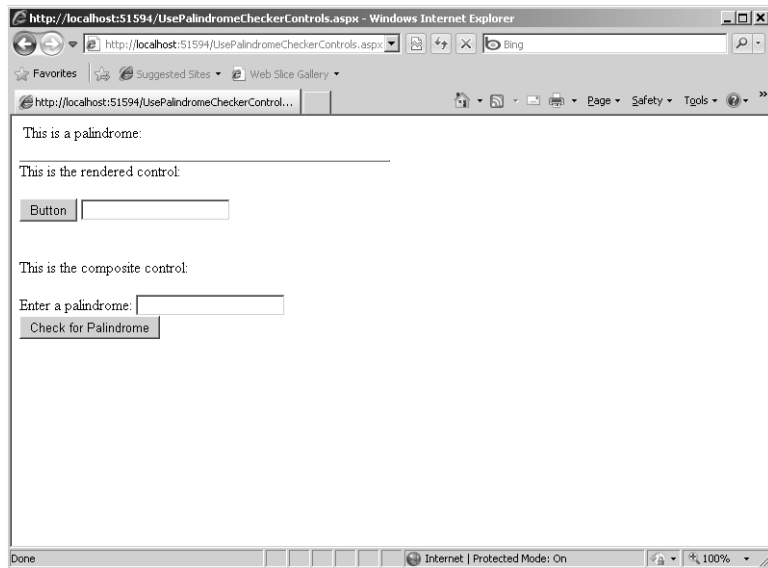 http://localhost:51594/UsePalindromeCheckerControls.aspx - Windows Internet Explorer
http://localhost:51594/UsePalindromeCheckerControls.aspx
Bing
Favorites Suggested Sites Web Slice Gallery
http://localhost:51594/UsePalindromeCheckerControl... Page Safety Tools »
This is a palindrome:
This is the rendered control:
Button
This is the composite control:
Enter a palindrome:
Check for Palindrome
Done Internet | Protected Mode: On 100%